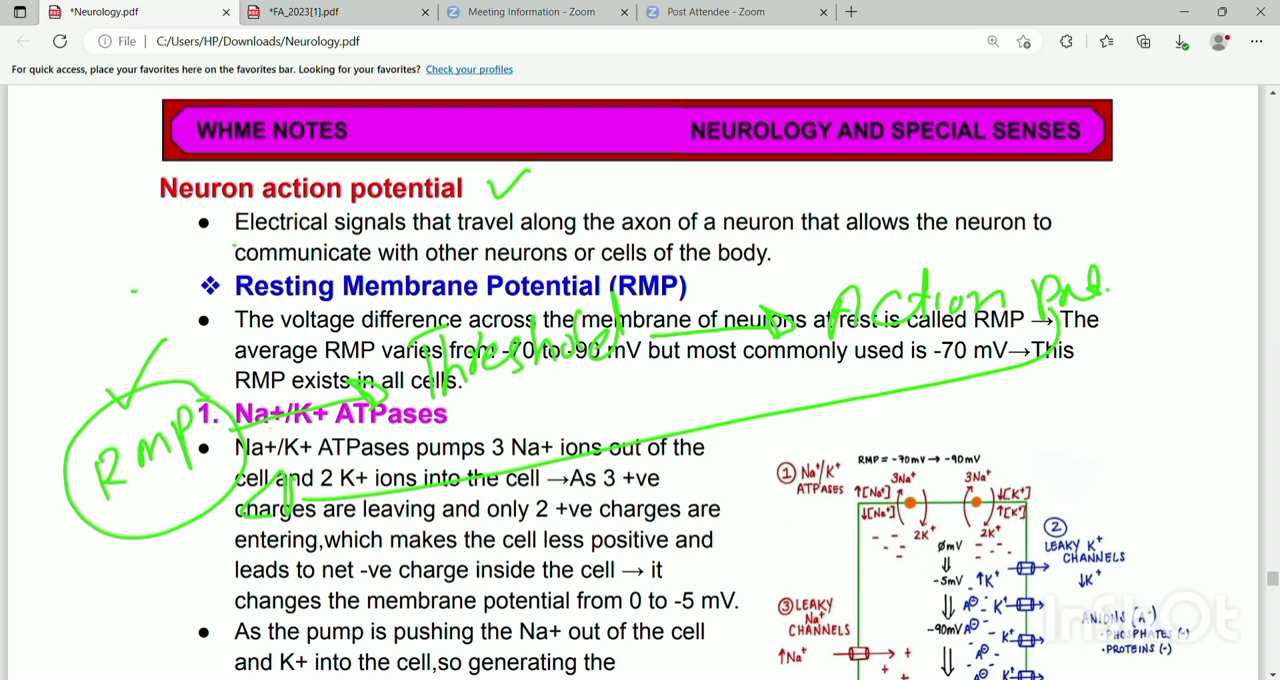 *Neurology.pdf
*FA_2023[1].pdf
Meeting Information - Zoom
Post Attendee - Zoom
File
C:/Users/HP/Downloads/Neurology.pdf
For quick access, place your favorites here on the favorites bar. Looking for your favorites? Check your profiles
WHME NOTES NEUROLOGY AND SPECIAL SENSES
Neuron action potential
● Electrical signals that travel along the axon of a neuron that allows the neuron to
communicate with other neurons or cells of the body.
❖ Resting Membrane Potential (RMP)
● The voltage difference across the membrane of neurons at rest is called RMP → The
average RMP varies from -70 to -90 mV but most commonly used is -70 mV→This
RMP exists in all cells.
RMP
Threshold
Action Pot.
1. Na+/K+ ATPases
● Na+/K+ ATPases pumps 3 Na+ ions out of the
cell and 2 K+ ions into the cell →As 3 +ve
charges are leaving and only 2 +ve charges are
entering,which makes the cell less positive and
leads to net -ve charge inside the cell → it
changes the membrane potential from 0 to -5 mV.
● As the pump is pushing the Na+ out of the cell
and K+ into the cell,so generating the
RMP = -70mV → -90mV
① Na⁺/K⁺
ATPASES
3Na⁺
3Na⁺
↑[Na⁺]
↓[K⁺]
↓[Na⁺]
↑[K⁺]
2K⁺
2K⁺
②
LEAKY K⁺
CHANNELS
↓K⁺
ømV
⇓
-5mV
↑K⁺
⇓
A⊖
K⁺
-90mV
A⊖
K⁺
⇓
A⊖
A⊖
K⁺
③ LEAKY
Na⁺
CHANNELS
↑Na⁺
+
+
+
ANIONS (A⁻)
• PHOSPHATES (-)
• PROTEINS (-)
InShOt